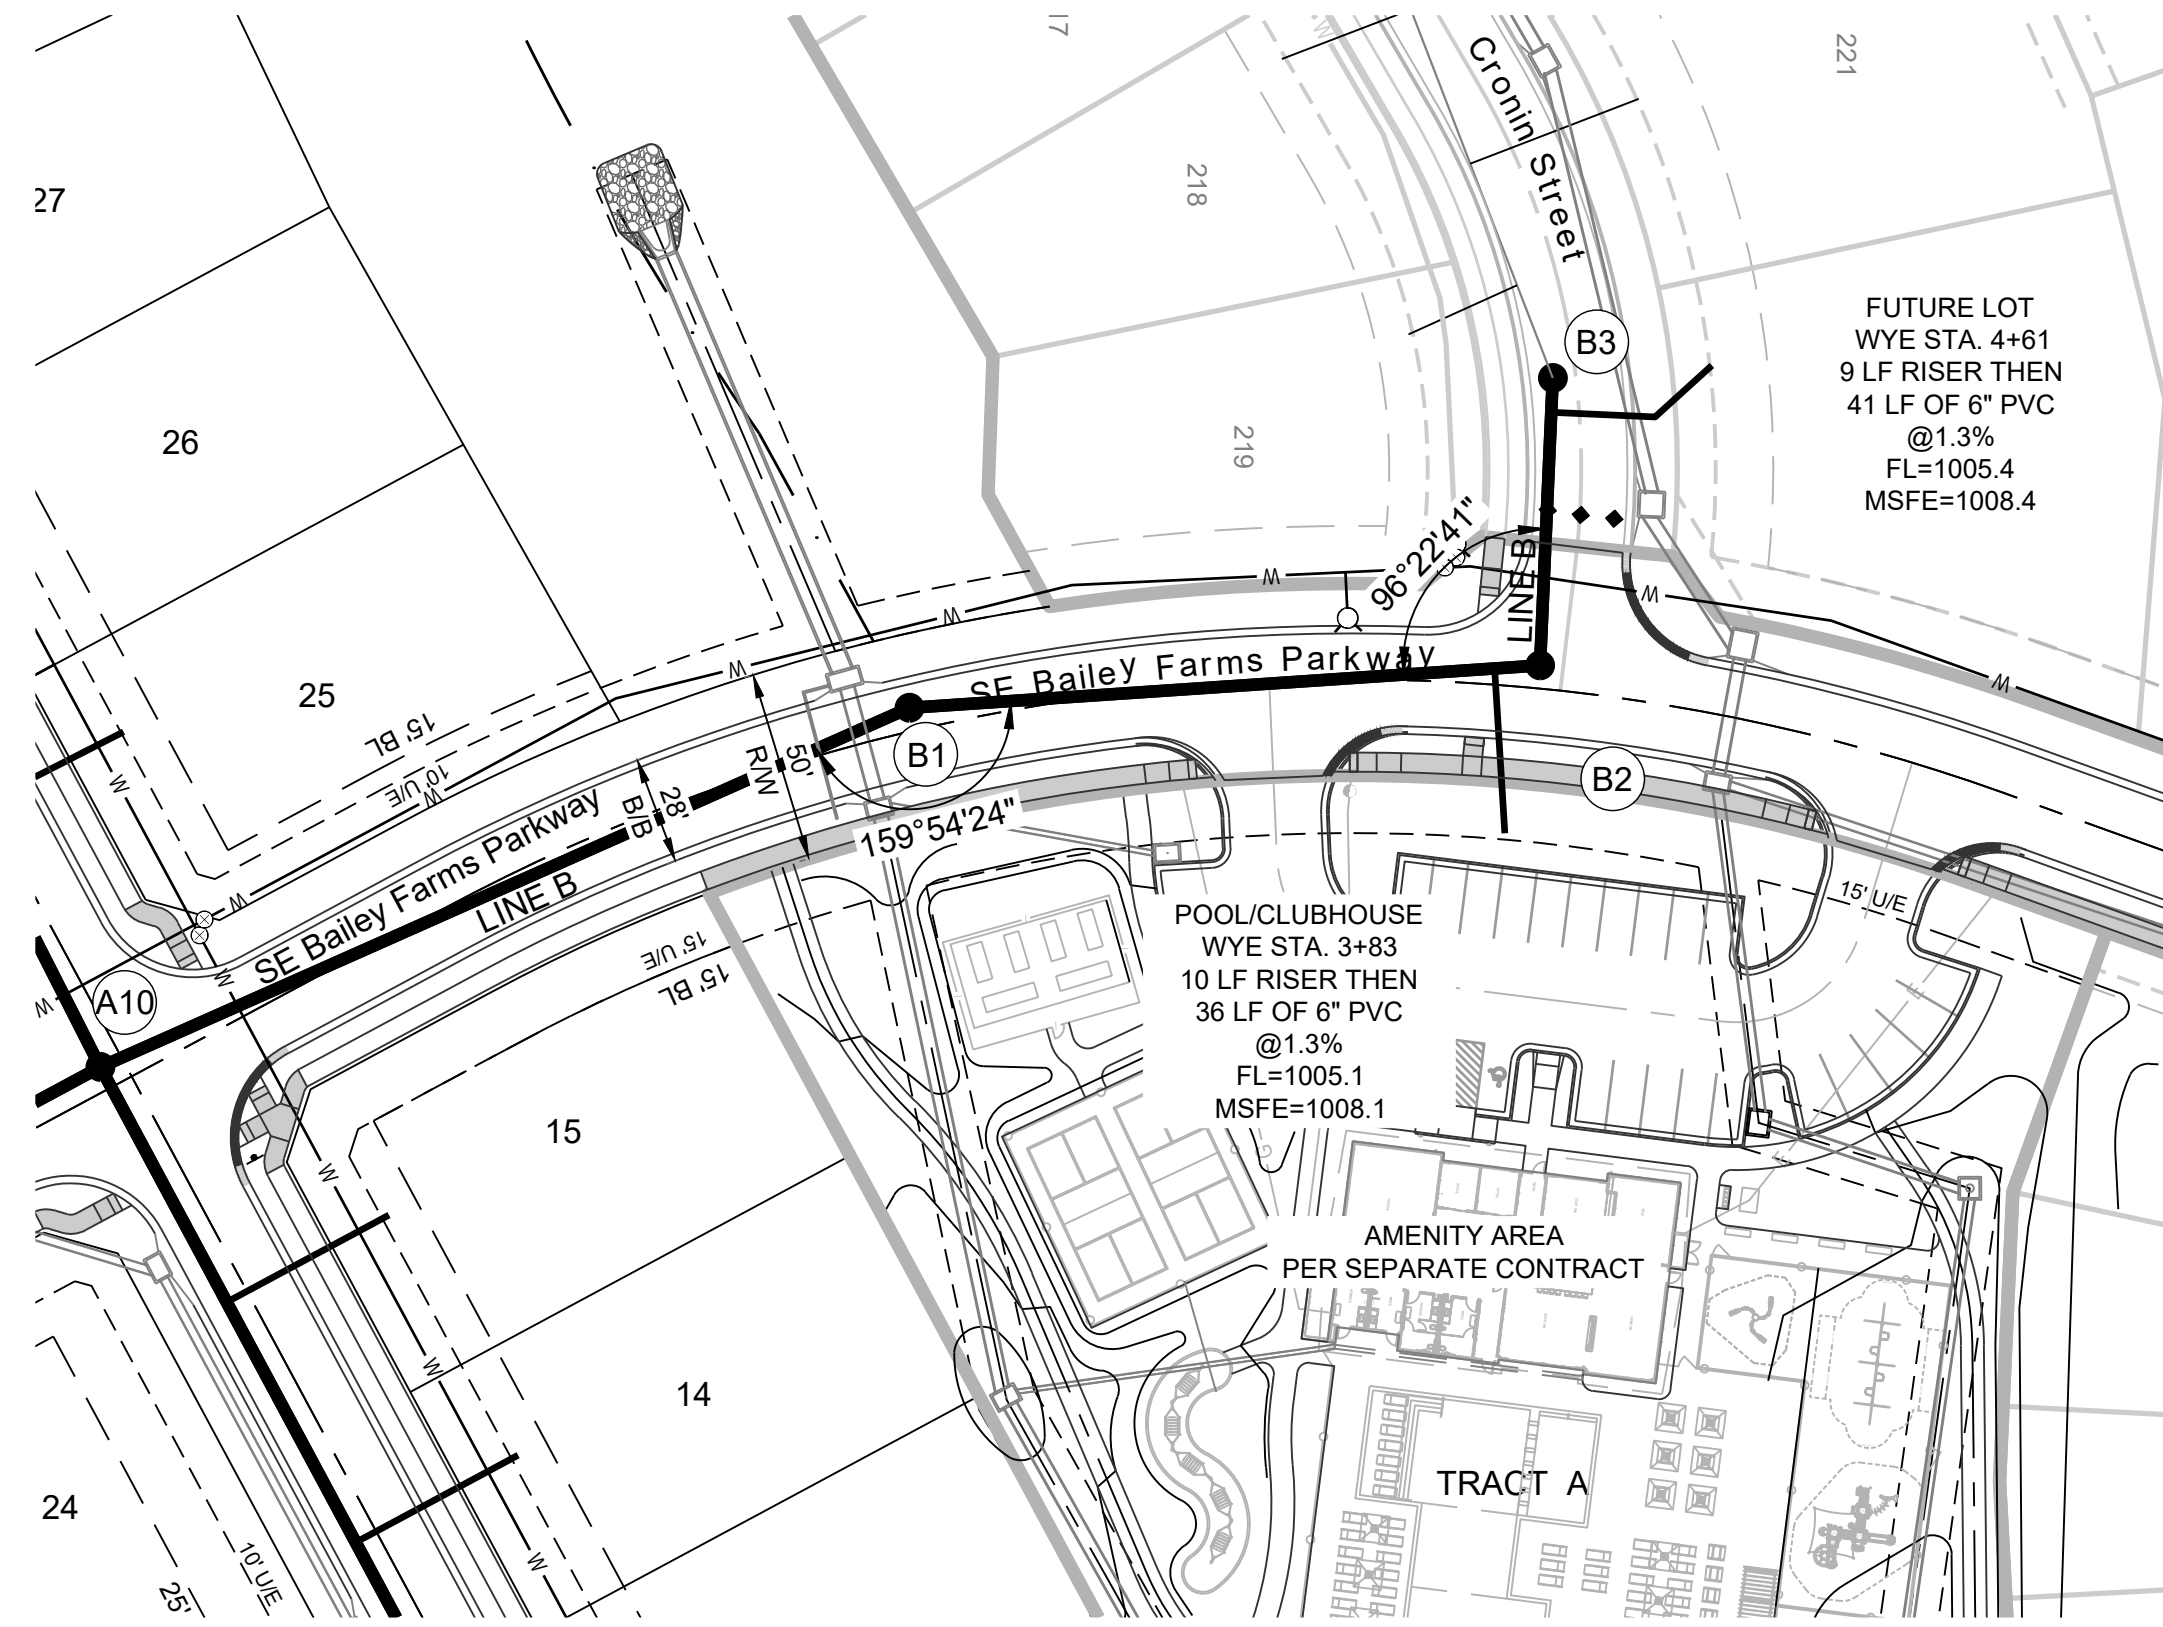 27
17
218
Cronin Street
221
B3
FUTURE LOT
WYE STA. 4+61
9 LF RISER THEN
41 LF OF 6" PVC
@1.3%
FL=1005.4
MSFE=1008.4
26
219
96°22'41"
LINE B
W
W
W
W
W
W
SE Bailey Farms Parkway
25
15' BL
10' U/E
W
W
50'
R/W
B1
B2
28'
B/B
159°54'24"
SE Bailey Farms Parkway
LINE B
W
W
W
A10
15' U/E
15' BL
15' U/E
POOL/CLUBHOUSE
WYE STA. 3+83
10 LF RISER THEN
36 LF OF 6" PVC
@1.3%
FL=1005.1
MSFE=1008.1
15
W
AMENITY AREA
PER SEPARATE CONTRACT
W
14
TRACT A
24
W
10' U/E
25'